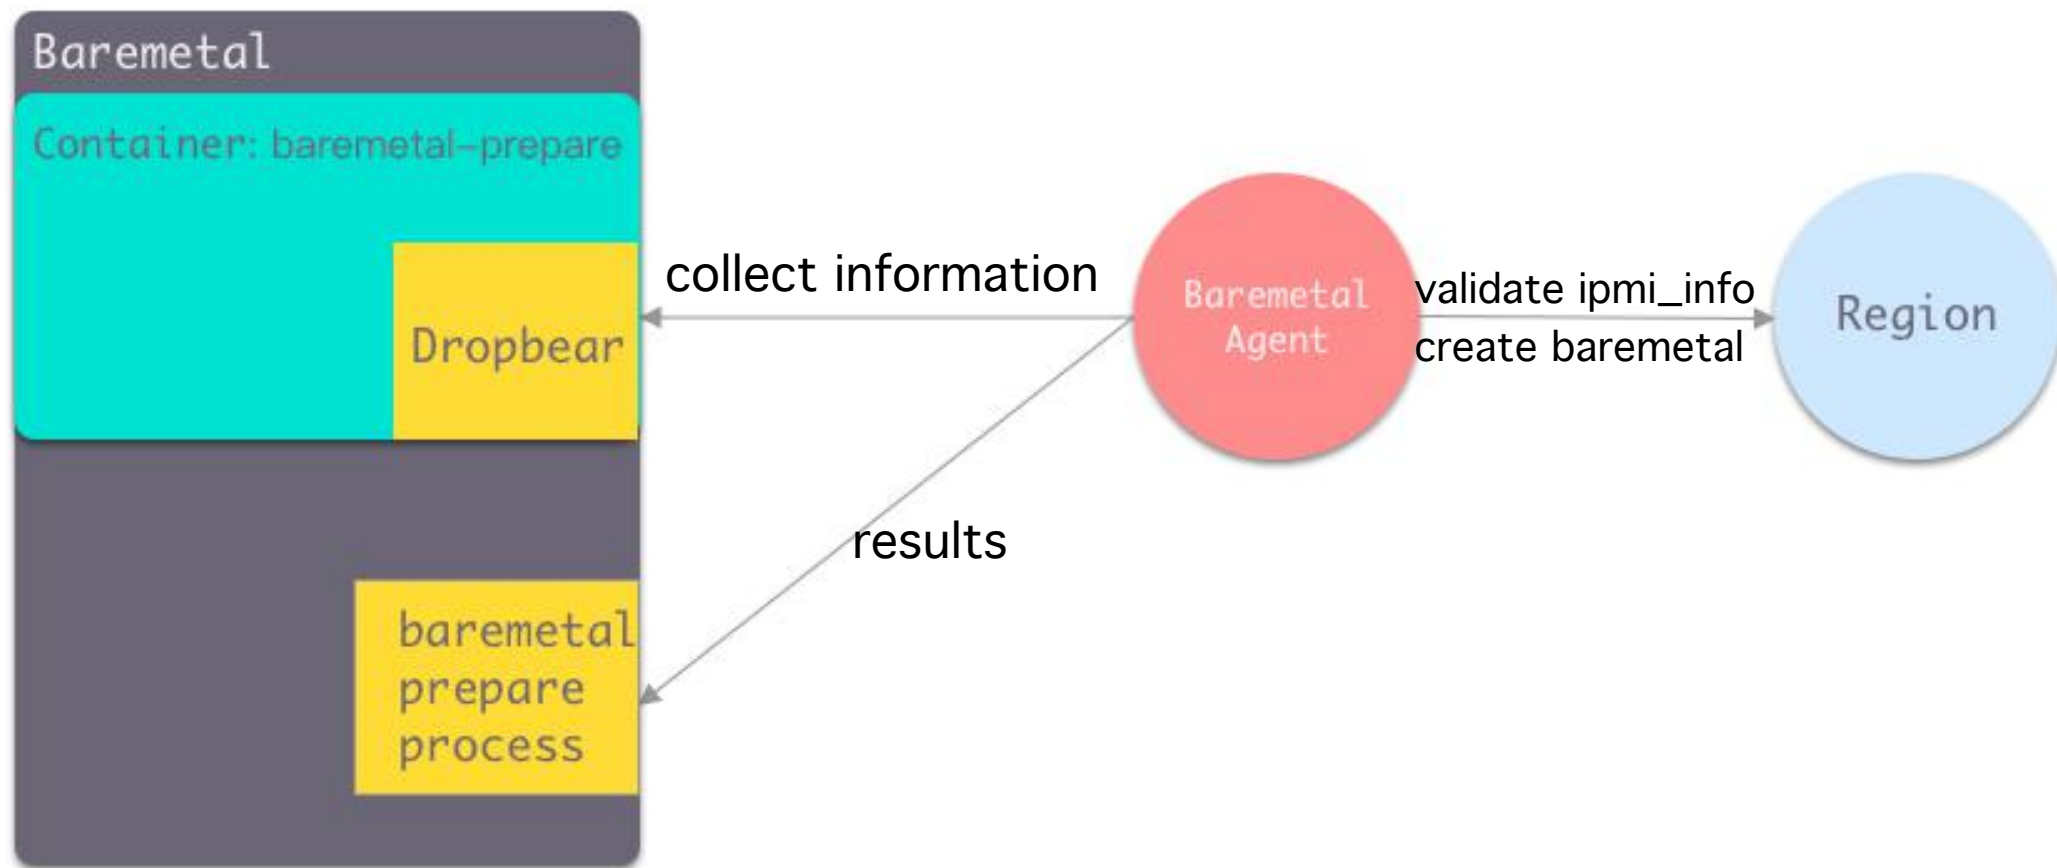 Baremetal
Container: baremetal-prepare
Dropbear
collect information
Baremetal
Agent
validate ipmi_info
create baremetal
Region
results
baremetal
prepare
process